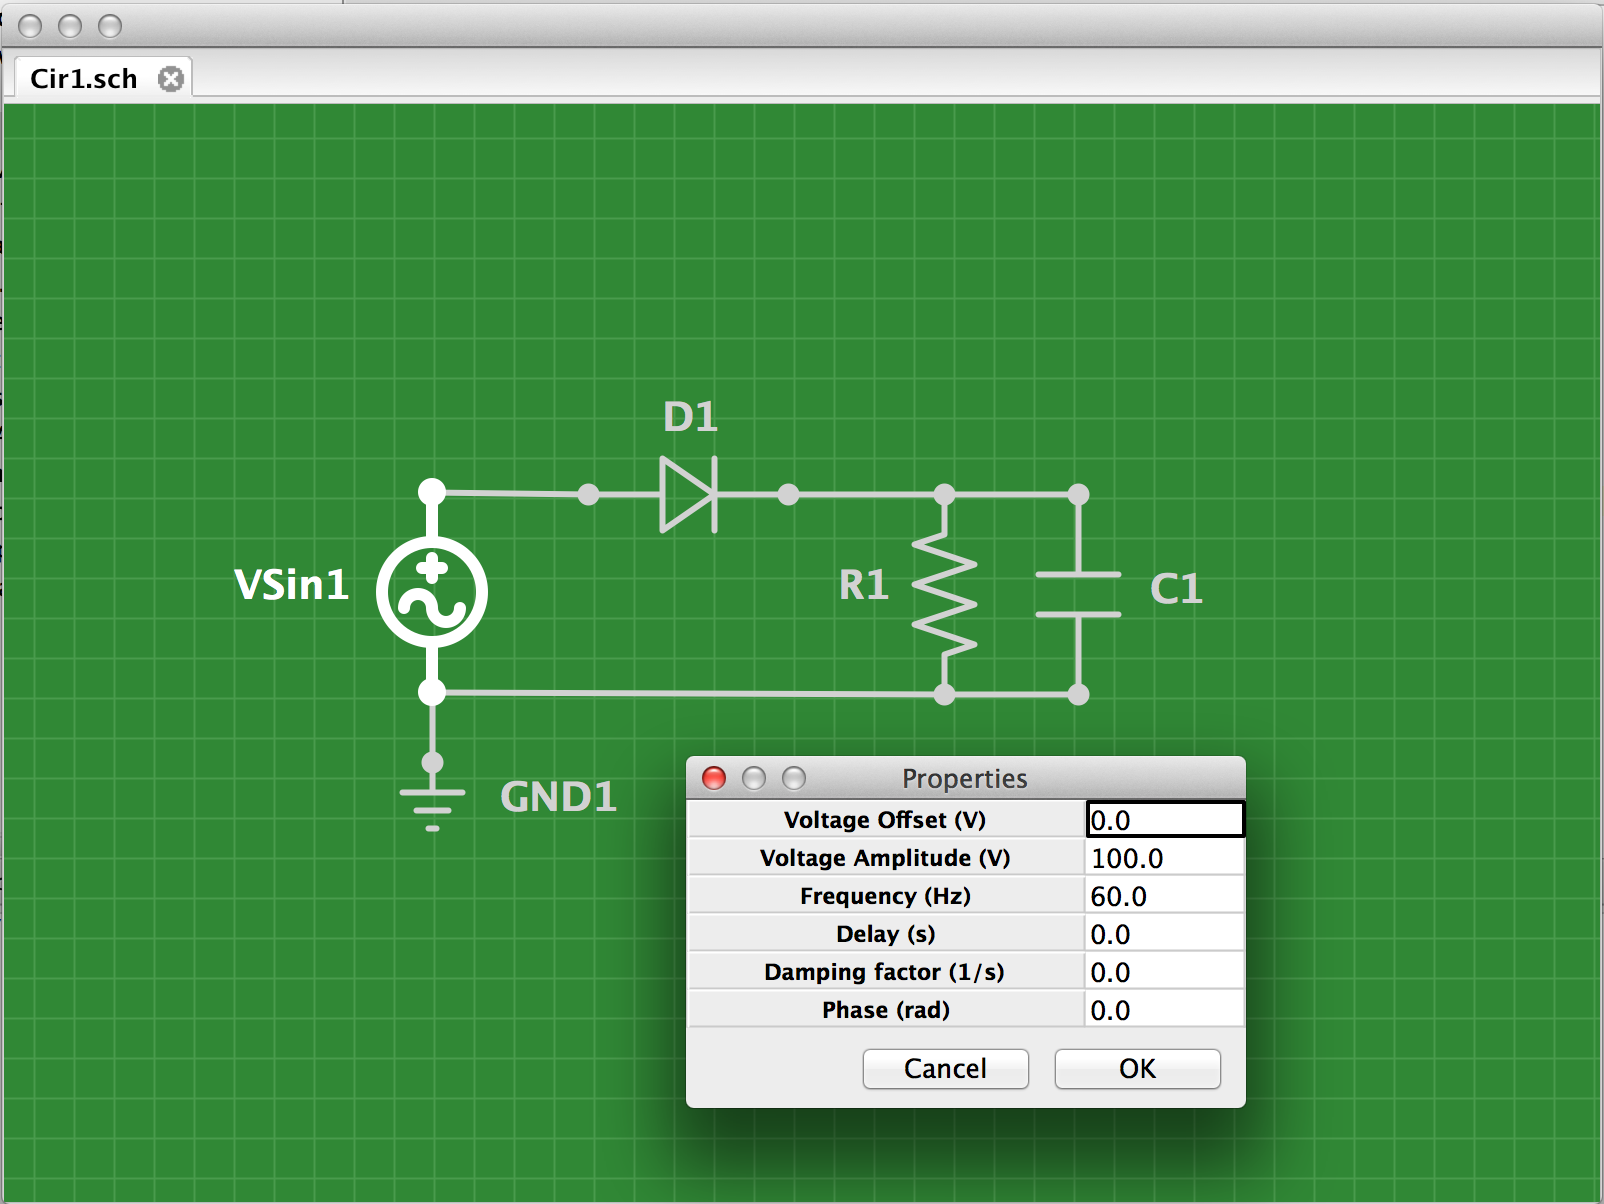 Cir1.sch
D1
VSin1
R1
C1
GND1
Properties
Voltage Offset (V) 0.0
Voltage Amplitude (V) 100.0
Frequency (Hz) 60.0
Delay (s) 0.0
Damping factor (1/s) 0.0
Phase (rad) 0.0
Cancel OK